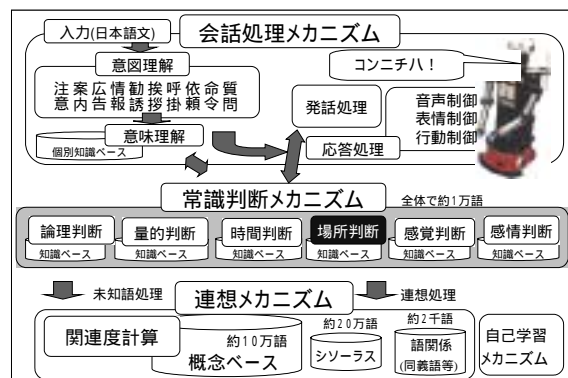 会話処理メカニズム
入力(日本語文)
意図理解
注案広情勧挨呼依命質
意内告報誘拶掛頼令問
個別知識ベース
意味理解
コンニチハ!
発話処理
応答処理
音声制御
表情制御
行動制御
常識判断メカニズム
全体で約1万語
論理判断
知識ベース
量的判断
知識ベース
時間判断
知識ベース
場所判断
知識ベース
感覚判断
知識ベース
感情判断
知識ベース
未知語処理
連想メカニズム
連想処理
関連度計算
約10万語
概念ベース
約20万語
シソーラス
約2千語
語関係
(同義語等)
自己学習
メカニズム